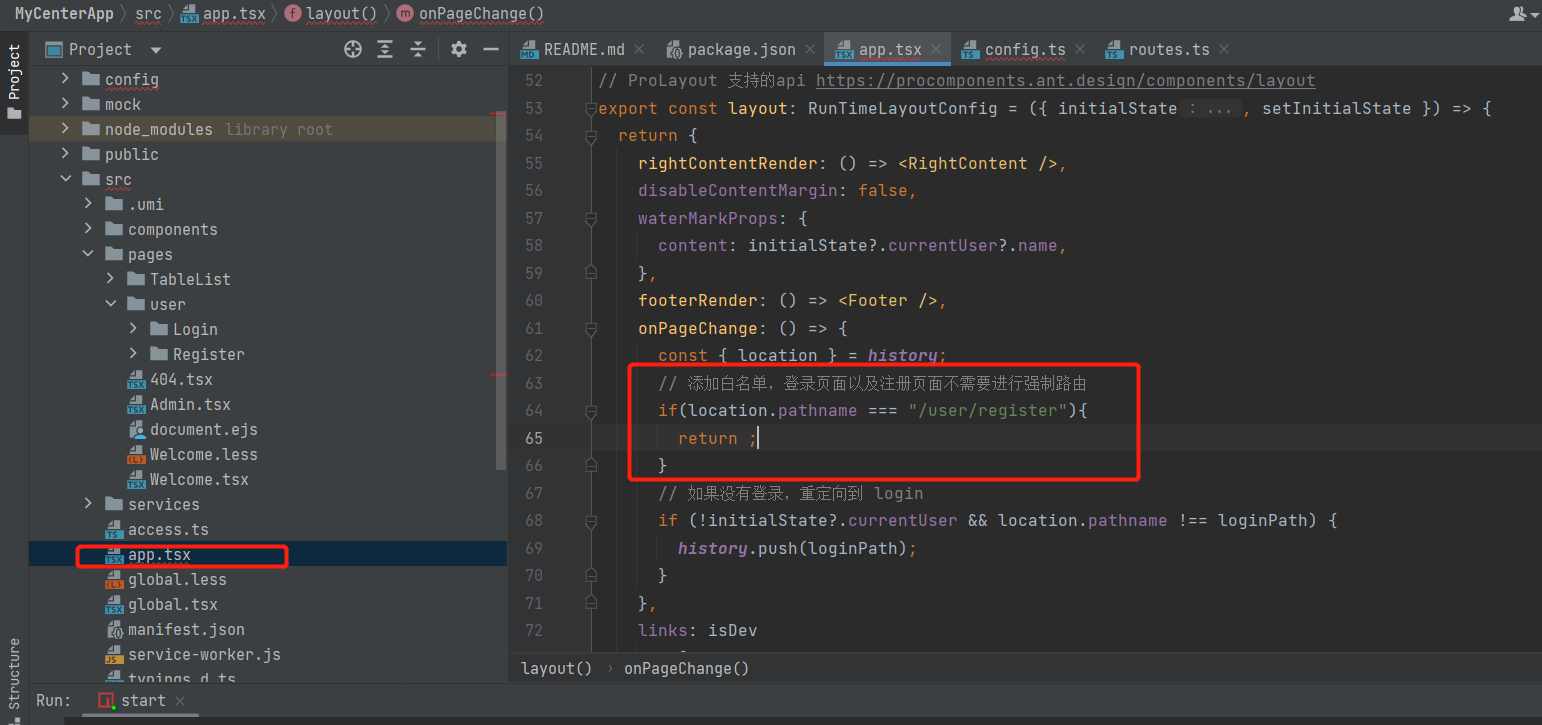 MyCenterApp
src
app.tsx
layout()
onPageChange()
Project
README.md
package.json
app.tsx
config.ts
routes.ts
Project
config
mock
node_modules library root
public
src
.umi
components
pages
TableList
user
Login
Register
404.tsx
Admin.tsx
document.ejs
Welcome.less
Welcome.tsx
services
access.ts
app.tsx
global.less
global.tsx
manifest.json
service-worker.js
typings.d.ts
52 // ProLayout 支持的api https://procomponents.ant.design/components/layout
53 export const layout: RunTimeLayoutConfig = ({ initialState : ... , setInitialState }) => {
54 return {
55 rightContentRender: () => <RightContent />,
56 disableContentMargin: false,
57 waterMarkProps: {
58 content: initialState?.currentUser?.name,
59 },
60 footerRender: () => <Footer />,
61 onPageChange: () => {
62 const { location } = history;
63 // 添加白名单，登录页面以及注册页面不需要进行强制路由
64 if(location.pathname === "/user/register"){
65 return ;
66 }
67 // 如果没有登录，重定向到 login
68 if (!initialState?.currentUser && location.pathname !== loginPath) {
69 history.push(loginPath);
70 }
71 },
72 links: isDev
layout() › onPageChange()
Structure
Run: start